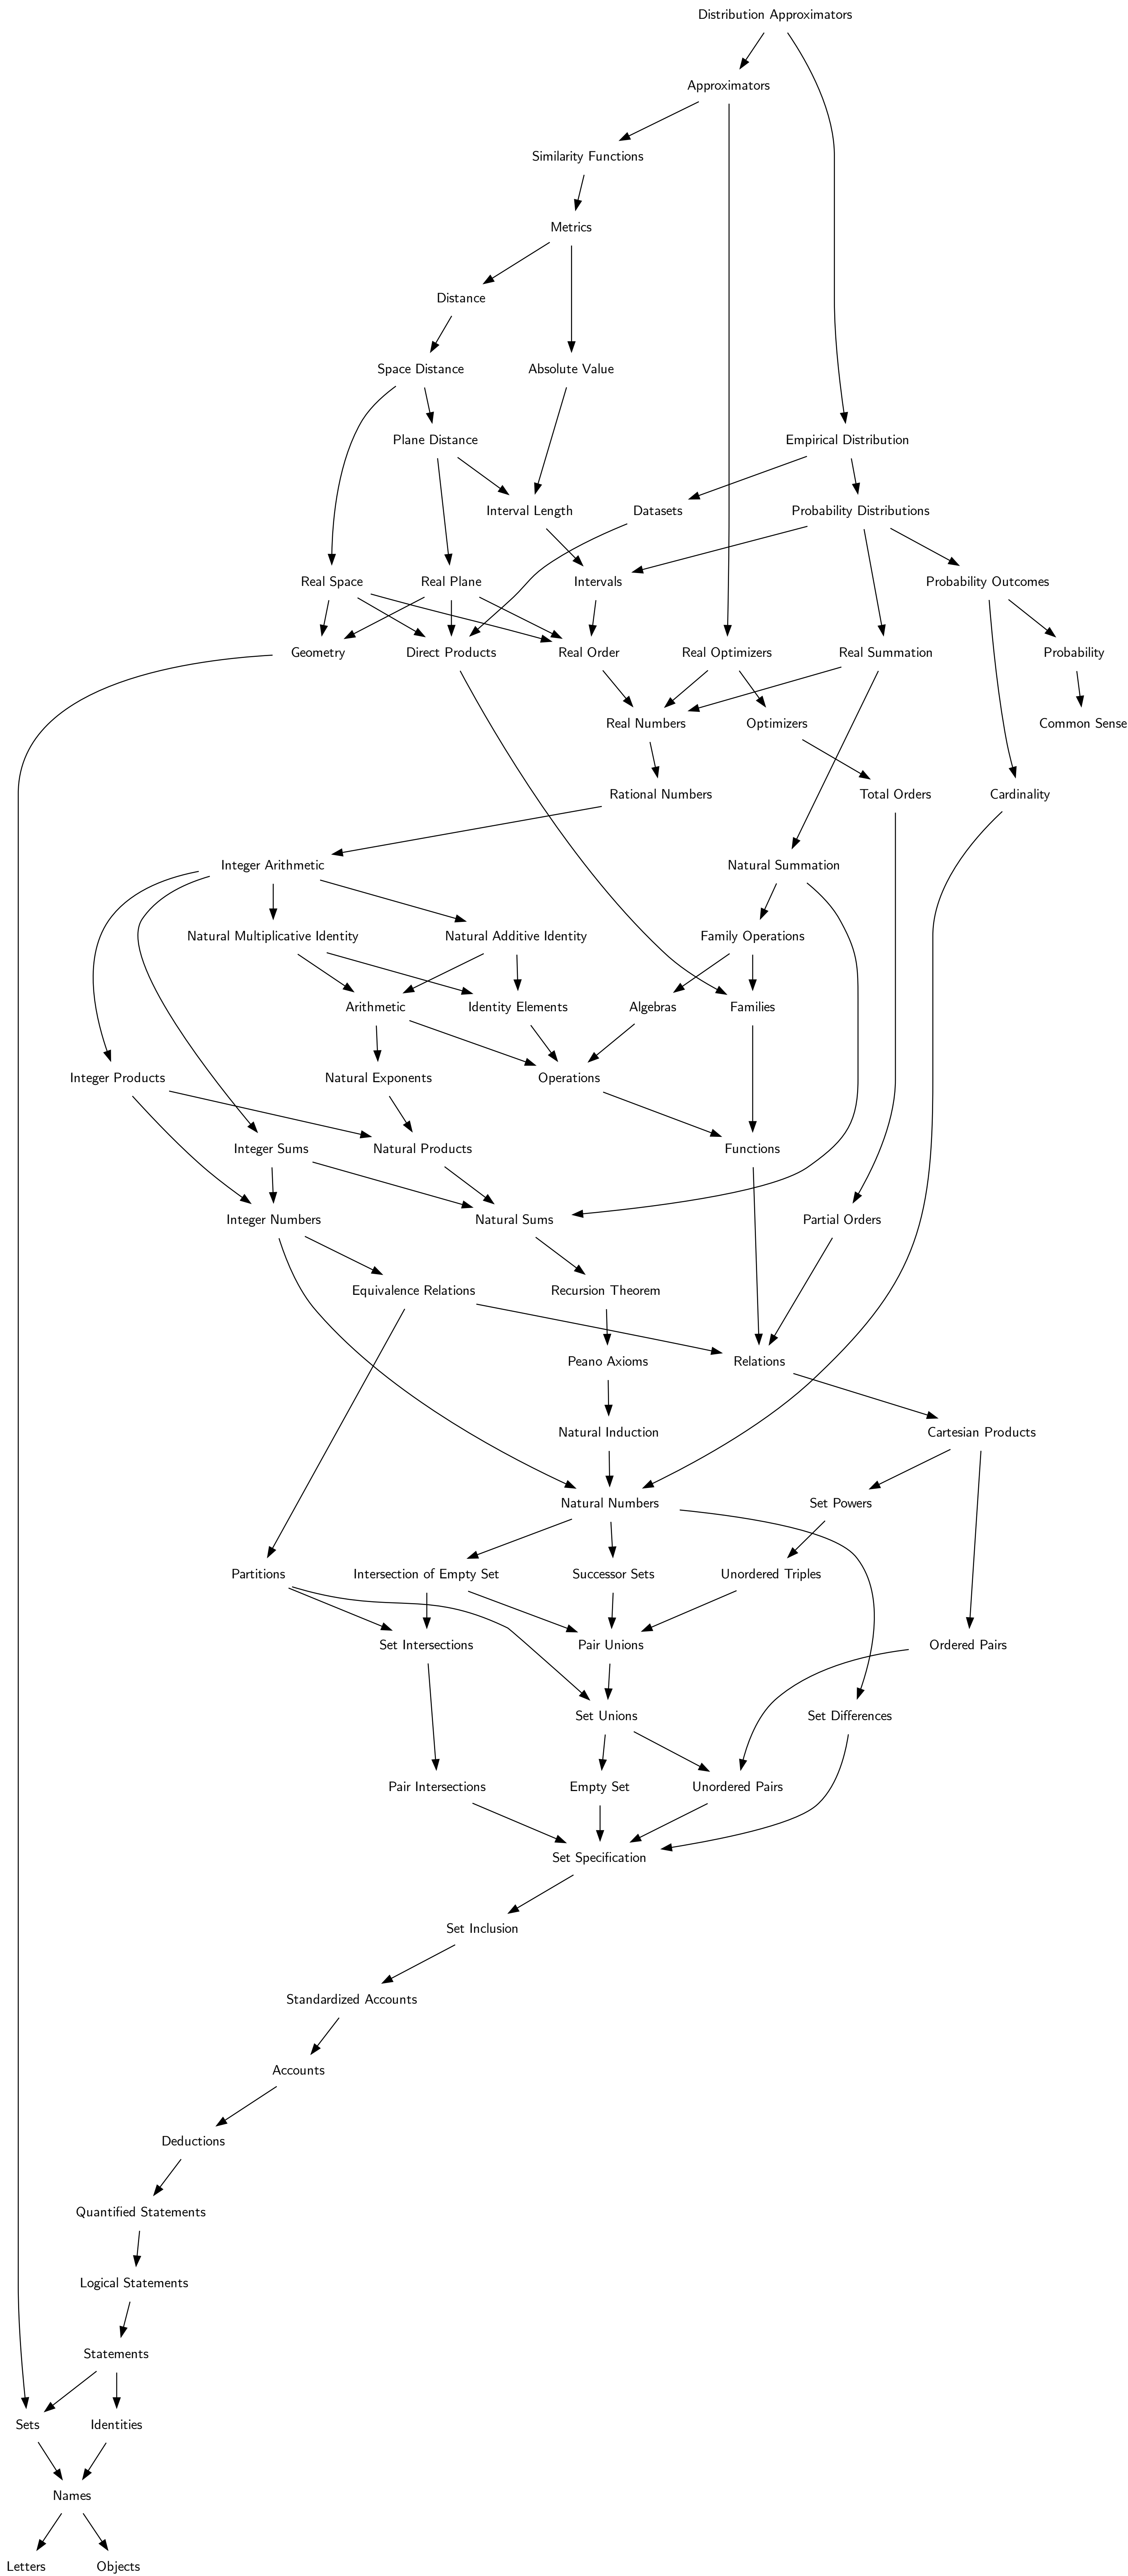 Distribution Approximators
Approximators
Similarity Functions
Metrics
Distance
Space Distance
Absolute Value
Plane Distance
Empirical Distribution
Interval Length
Datasets
Probability Distributions
Real Space
Real Plane
Intervals
Probability Outcomes
Geometry
Direct Products
Real Order
Real Optimizers
Real Summation
Probability
Real Numbers
Optimizers
Common Sense
Rational Numbers
Total Orders
Cardinality
Integer Arithmetic
Natural Summation
Natural Multiplicative Identity
Natural Additive Identity
Family Operations
Arithmetic
Identity Elements
Algebras
Families
Integer Products
Natural Exponents
Operations
Integer Sums
Natural Products
Functions
Integer Numbers
Natural Sums
Partial Orders
Equivalence Relations
Recursion Theorem
Peano Axioms
Relations
Natural Induction
Cartesian Products
Natural Numbers
Set Powers
Partitions
Intersection of Empty Set
Successor Sets
Unordered Triples
Set Intersections
Pair Unions
Ordered Pairs
Set Unions
Set Differences
Pair Intersections
Empty Set
Unordered Pairs
Set Specification
Set Inclusion
Standardized Accounts
Accounts
Deductions
Quantified Statements
Logical Statements
Statements
Sets
Identities
Names
Letters
Objects